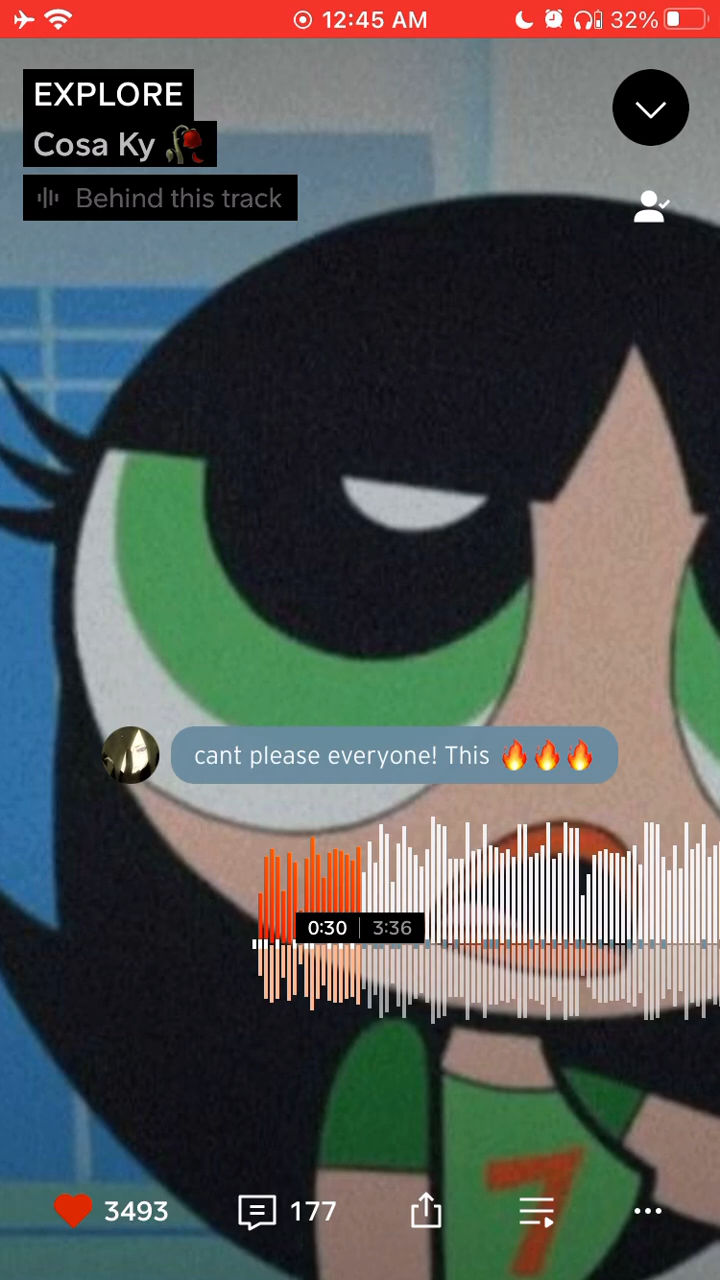 12:45 AM
32%
EXPLORE
Cosa Ky 🥀
Behind this track
cant please everyone! This 🔥🔥🔥
0:30 | 3:36
7
3493
177